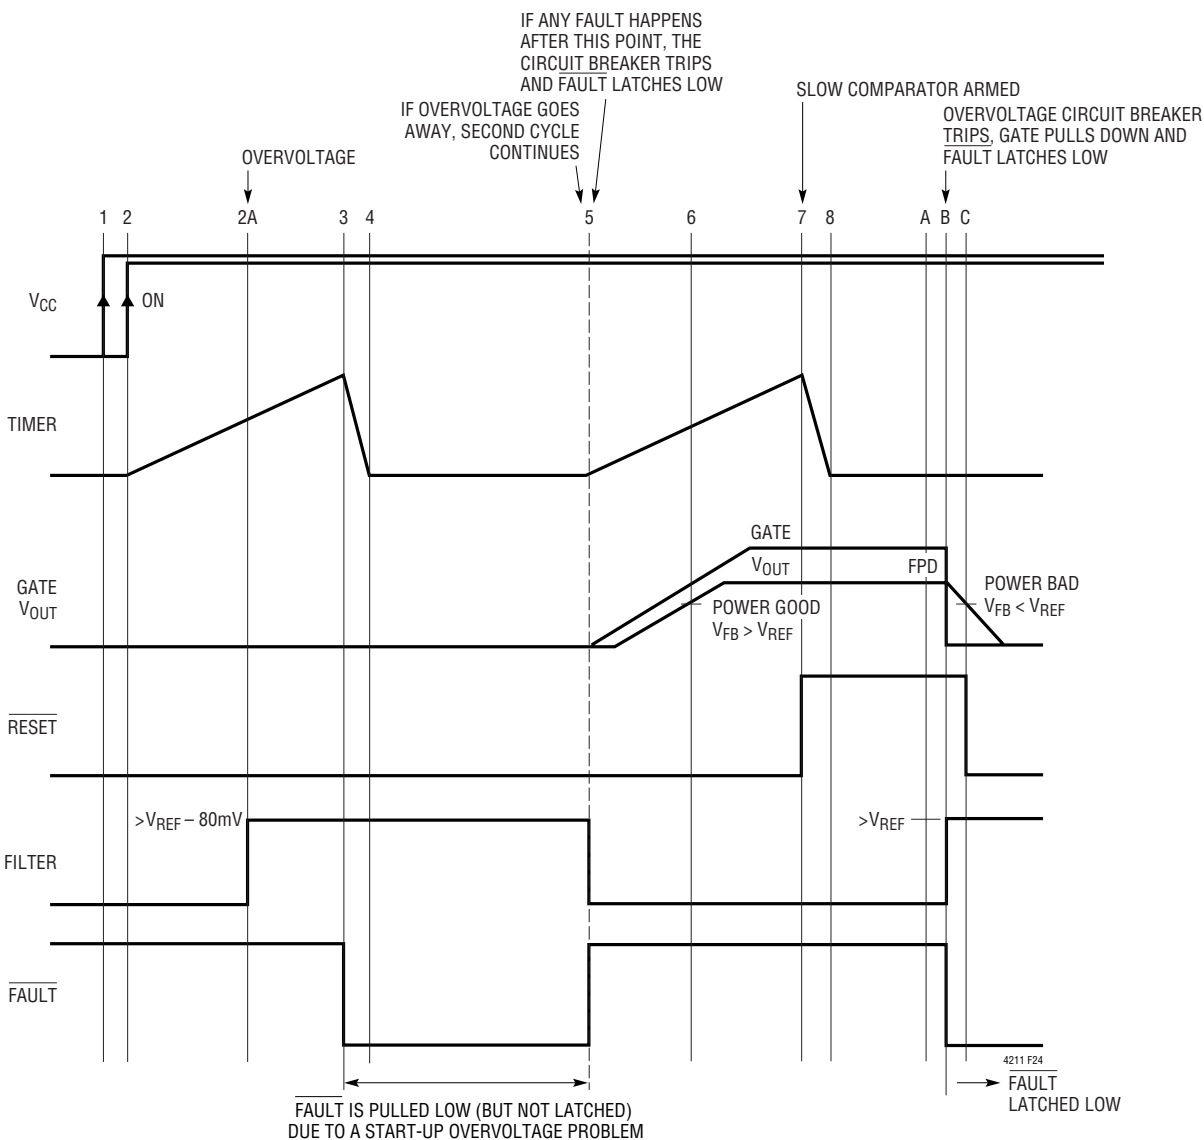 IF ANY FAULT HAPPENS
AFTER THIS POINT, THE
CIRCUIT BREAKER TRIPS
AND FAULT LATCHES LOW
IF OVERVOLTAGE GOES
AWAY, SECOND CYCLE
CONTINUES
SLOW COMPARATOR ARMED
OVERVOLTAGE CIRCUIT BREAKER
TRIPS, GATE PULLS DOWN AND
FAULT LATCHES LOW
OVERVOLTAGE
1 2 2A 3 4 5 6 7 8 A B C
VCC
ON
TIMER
GATE
VOUT
GATE
VOUT
FPD
POWER GOOD
VFB > VREF
POWER BAD
VFB < VREF
RESET
>VREF – 80mV
>VREF
FILTER
FAULT
4211 F24
FAULT
LATCHED LOW
FAULT IS PULLED LOW (BUT NOT LATCHED)
DUE TO A START-UP OVERVOLTAGE PROBLEM